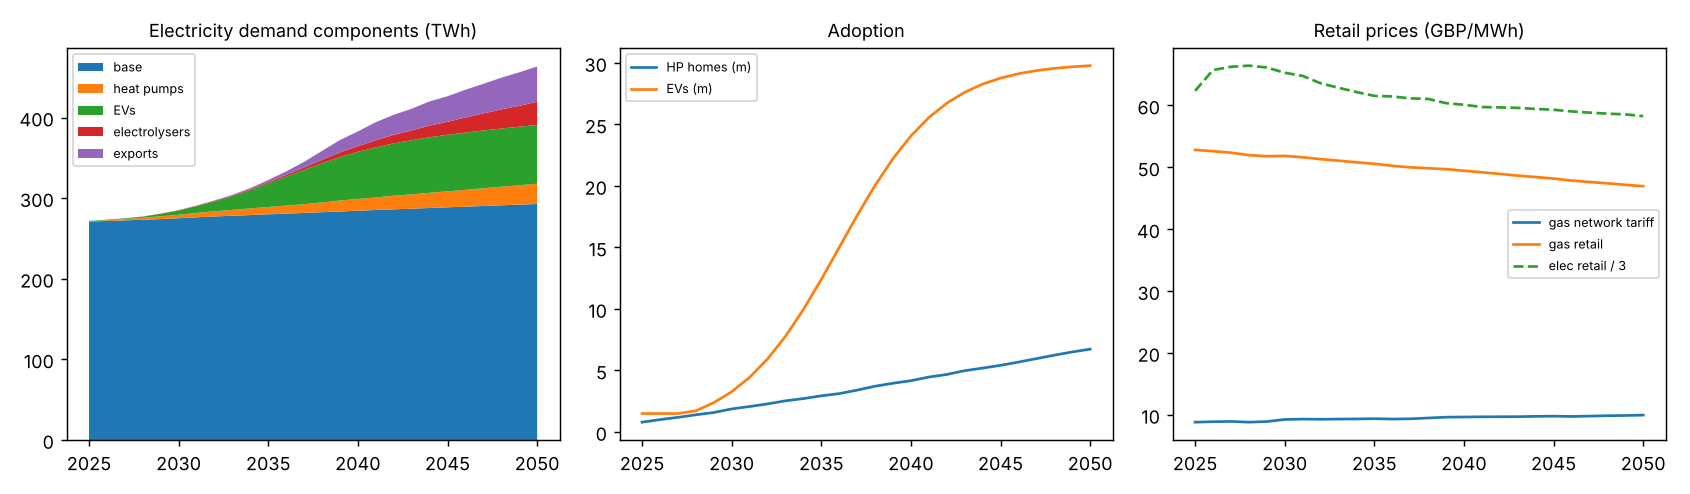 Electricity demand components (TWh)
base
heat pumps
EVs
electrolysers
exports
400
300
200
100
0
2025 2030 2035 2040 2045 2050
Adoption
HP homes (m)
EVs (m)
30
25
20
15
10
5
0
2025 2030 2035 2040 2045 2050
Retail prices (GBP/MWh)
60
50
40
30
20
10
gas network tariff
gas retail
elec retail / 3
2025 2030 2035 2040 2045 2050